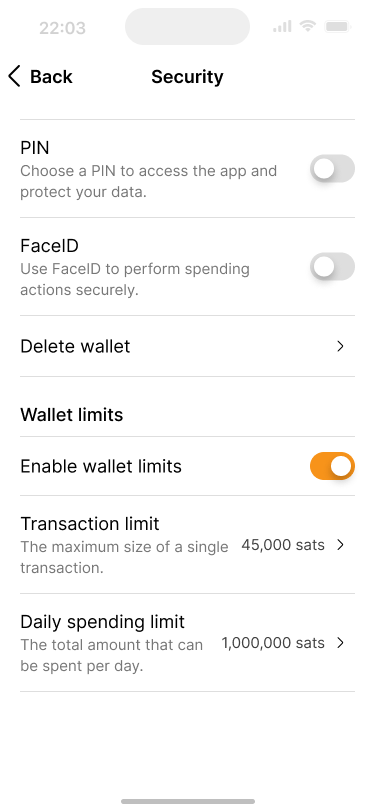 22:03
Back
Security
PIN
Choose a PIN to access the app and
protect your data.
FaceID
Use FaceID to perform spending
actions securely.
Delete wallet
Wallet limits
Enable wallet limits
Transaction limit
The maximum size of a single
transaction.
45,000 sats
Daily spending limit
The total amount that can
be spent per day.
1,000,000 sats